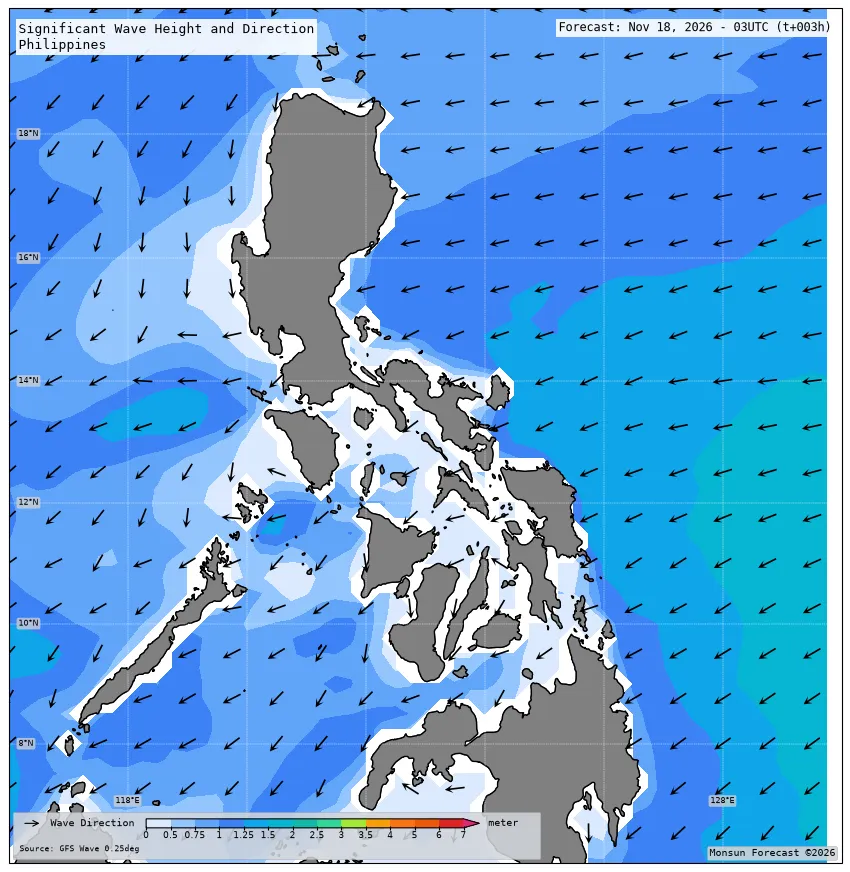 Significant Wave Height and Direction
Philippines
Forecast: Nov 18, 2026 - 03UTC (t+003h)
18°N
16°N
14°N
12°N
10°N
8°N
118°E
128°E
Wave Direction
meter
0 0.5 0.75 1 1.25 1.5 2 2.5 3 3.5 4 5 6 7
Source: GFS Wave 0.25deg
Monsun Forecast ©2026